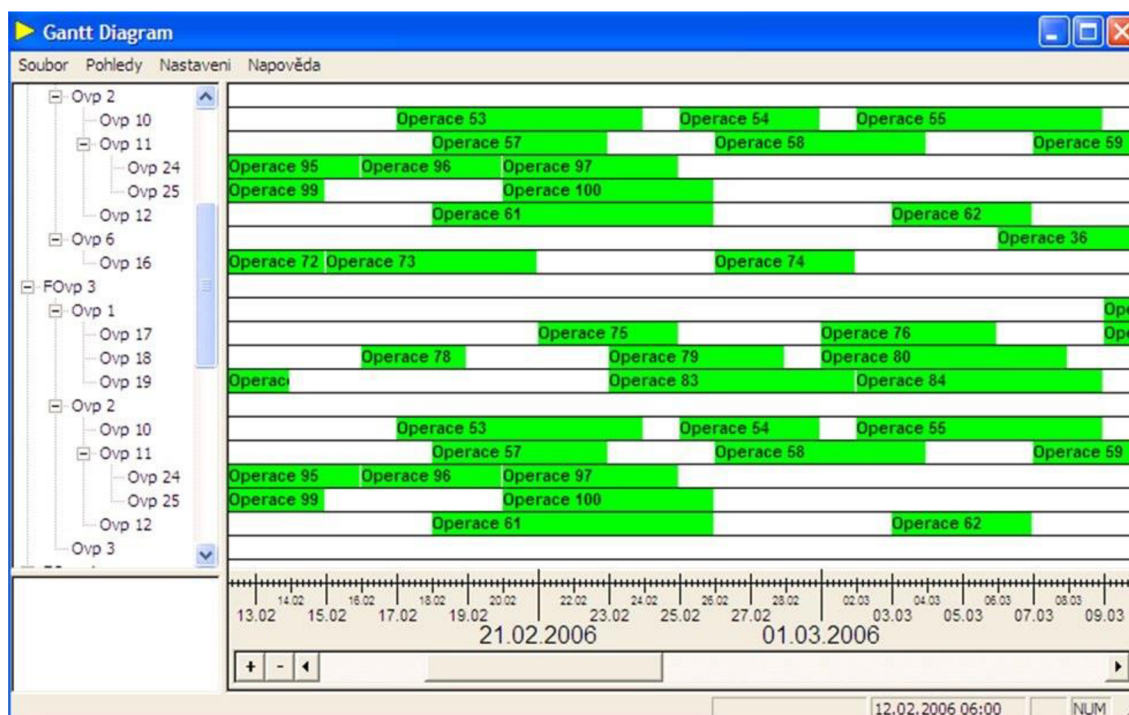 Gantt Diagram
Soubor Pohledy Nastaveni Napověda
Ovp 2
Ovp 10 Operace 53 Operace 54 Operace 55
Ovp 11 Operace 57 Operace 58 Operace 59
Ovp 24 Operace 95 Operace 96 Operace 97
Ovp 25 Operace 99 Operace 100
Ovp 12 Operace 61 Operace 62
Ovp 6 Operace 36
Ovp 16 Operace 72 Operace 73 Operace 74
FOvp 3
Ovp 1 Ope
Ovp 17 Operace 75 Operace 76 Ope
Ovp 18 Operace 78 Operace 79 Operace 80
Ovp 19 Operac Operace 83 Operace 84
Ovp 2
Ovp 10 Operace 53 Operace 54 Operace 55
Ovp 11 Operace 57 Operace 58 Operace 59
Ovp 24 Operace 95 Operace 96 Operace 97
Ovp 25 Operace 99 Operace 100
Ovp 12 Operace 61 Operace 62
Ovp 3
14.02 16.02 18.02 20.02 22.02 24.02 26.02 28.02 02.03 04.03 06.03 08.03
13.02 15.02 17.02 19.02 23.02 25.02 27.02 03.03 05.03 07.03 09.03
21.02.2006 01.03.2006
+ -
12.02.2006 06:00 NUM